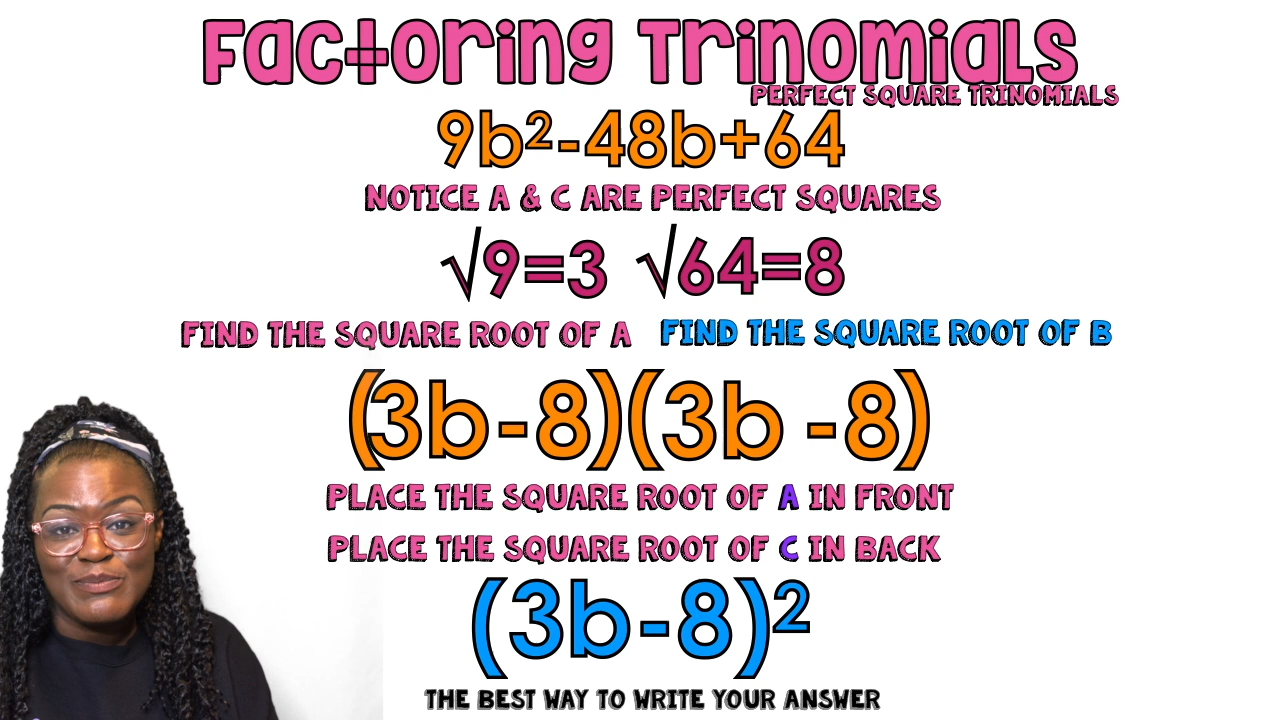 Factoring Trinomials
PERFECT SQUARE TRINOMIALS
9b²-48b+64
NOTICE A & C ARE PERFECT SQUARES
√9=3 √64=8
FIND THE SQUARE ROOT OF A FIND THE SQUARE ROOT OF B
(3b-8)(3b -8)
PLACE THE SQUARE ROOT OF A IN FRONT
PLACE THE SQUARE ROOT OF C IN BACK
(3b-8)²
THE BEST WAY TO WRITE YOUR ANSWER